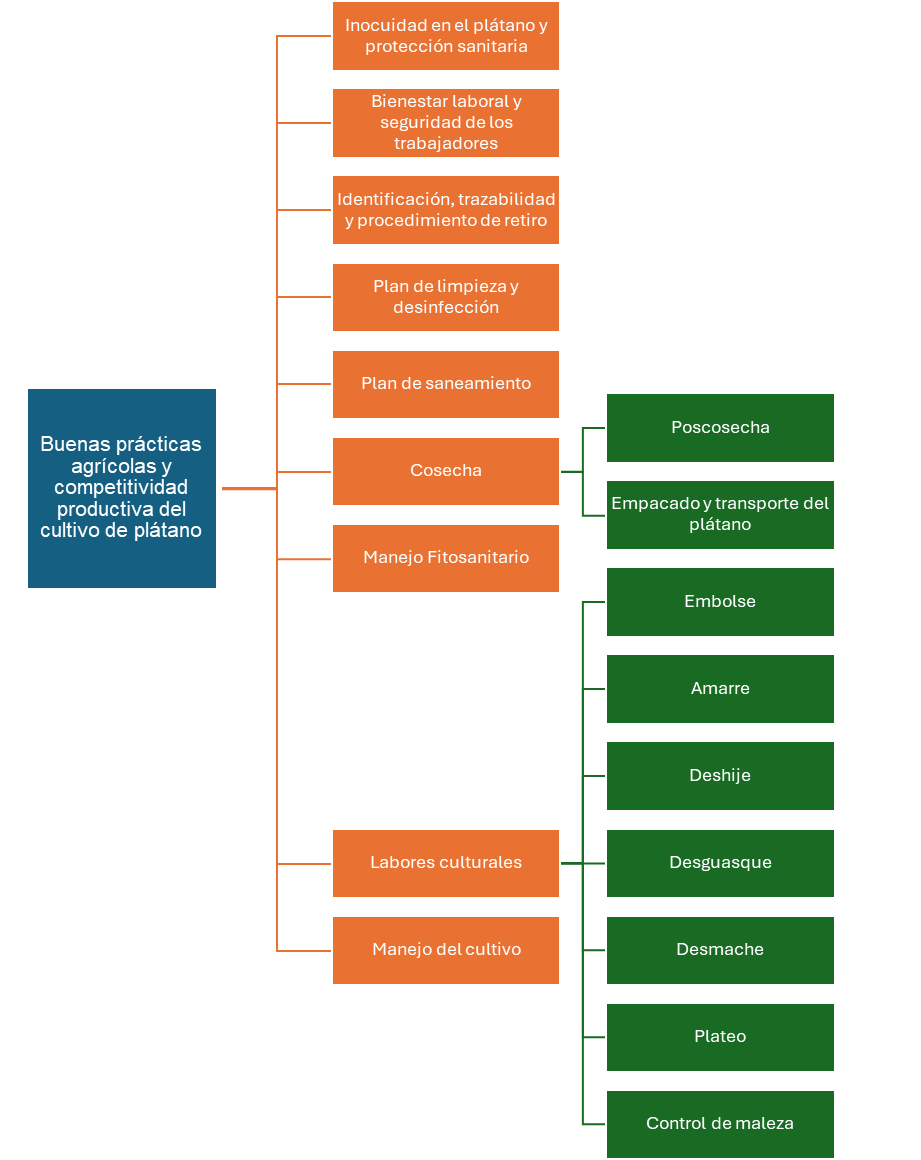 Inocuidad en el plátano y
protección sanitaria
Bienestar laboral y
seguridad de los
trabajadores
Identificación, trazabilidad
y procedimiento de retiro
Plan de limpieza y
desinfección
Plan de saneamiento
Buenas prácticas
agrícolas y
competitividad
productiva del
cultivo de plátano
Cosecha
Poscosecha
Empacado y transporte del
plátano
Manejo Fitosanitario
Labores culturales
Embolse
Amarre
Deshije
Desguasque
Desmache
Plateo
Control de maleza
Manejo del cultivo